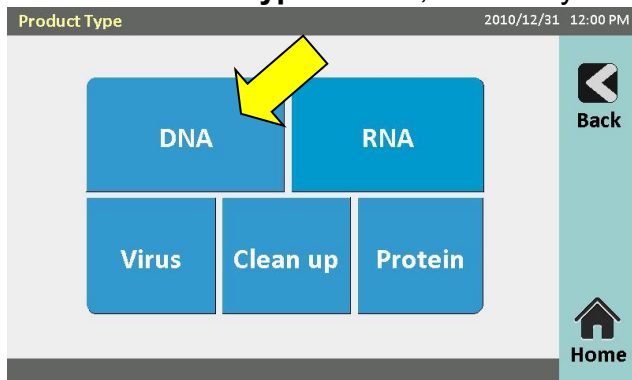 Product Type 2010/12/31 12:00 PM
DNA RNA
Back
Virus Clean up Protein
Home